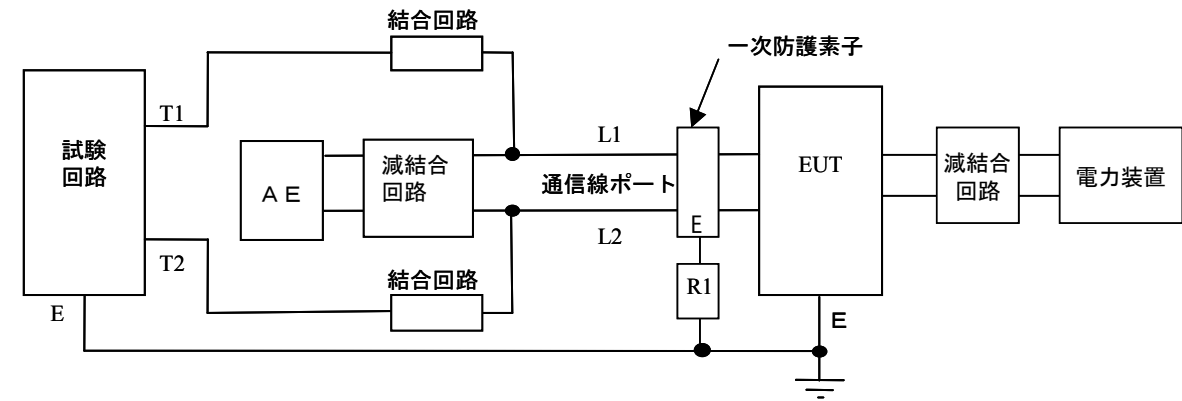 結合回路
一次防護素子
T1
試験
回路
L1
EUT
減結合
回路
ＡＥ
減結合
回路
電力装置
通信線ポート
E
L2
T2
結合回路
R1
E
E